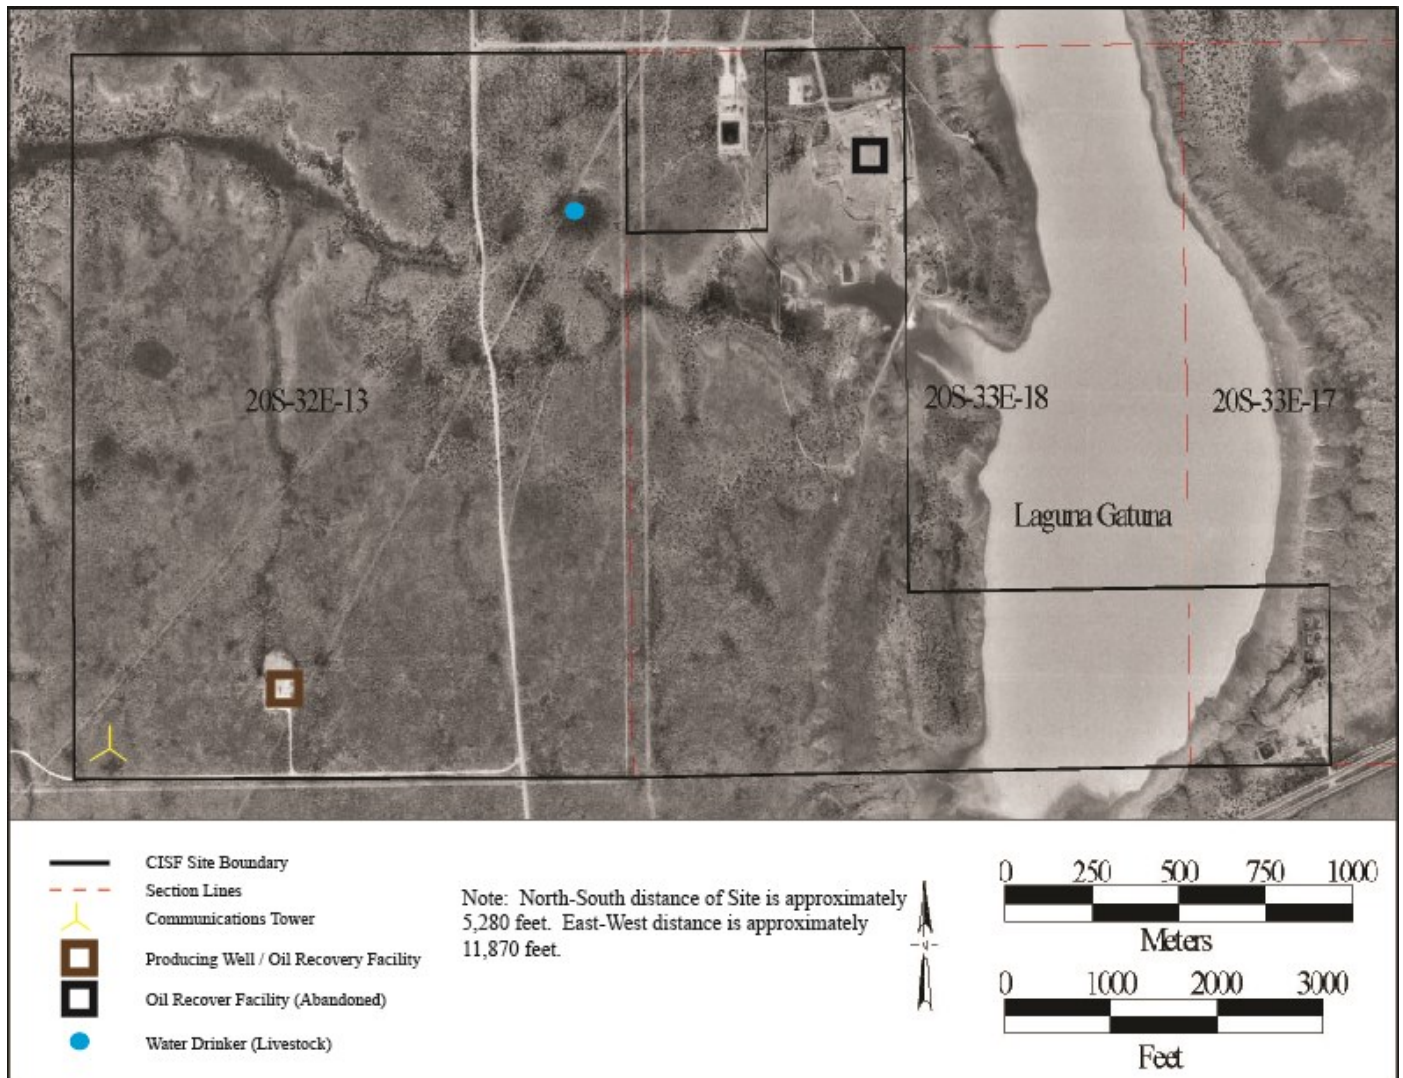 20S-32E-13
20S-33E-18
20S-33E-17
Laguna Gatuna
CISF Site Boundary
Section Lines
Communications Tower
Producing Well / Oil Recovery Facility
Oil Recover Facility (Abandoned)
Water Drinker (Livestock)
Note: North-South distance of Site is approximately
5,280 feet. East-West distance is approximately
11,870 feet.
N
0 250 500 750 1000
Meters
0 1000 2000 3000
Feet